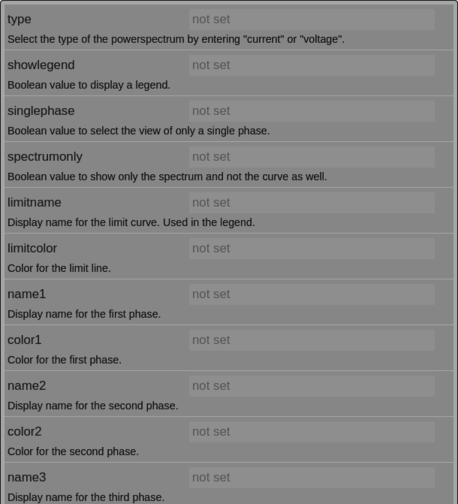 type not set
Select the type of the powerspectrum by entering "current" or "voltage".
showlegend not set
Boolean value to display a legend.
singlephase not set
Boolean value to select the view of only a single phase.
spectrumonly not set
Boolean value to show only the spectrum and not the curve as well.
limitname not set
Display name for the limit curve. Used in the legend.
limitcolor not set
Color for the limit line.
name1 not set
Display name for the first phase.
color1 not set
Color for the first phase.
name2 not set
Display name for the second phase.
color2 not set
Color for the second phase.
name3 not set
Display name for the third phase.